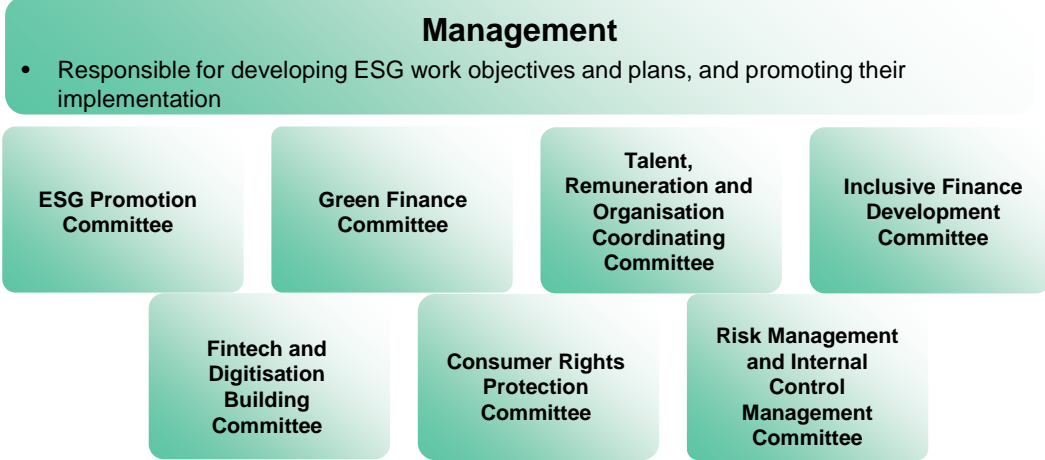 Management
• Responsible for developing ESG work objectives and plans, and promoting their
implementation
ESG Promotion
Committee
Green Finance
Committee
Talent,
Remuneration and
Organisation
Coordinating
Committee
Inclusive Finance
Development
Committee
Fintech and
Digitisation
Building
Committee
Consumer Rights
Protection
Committee
Risk Management
and Internal
Control
Management
Committee